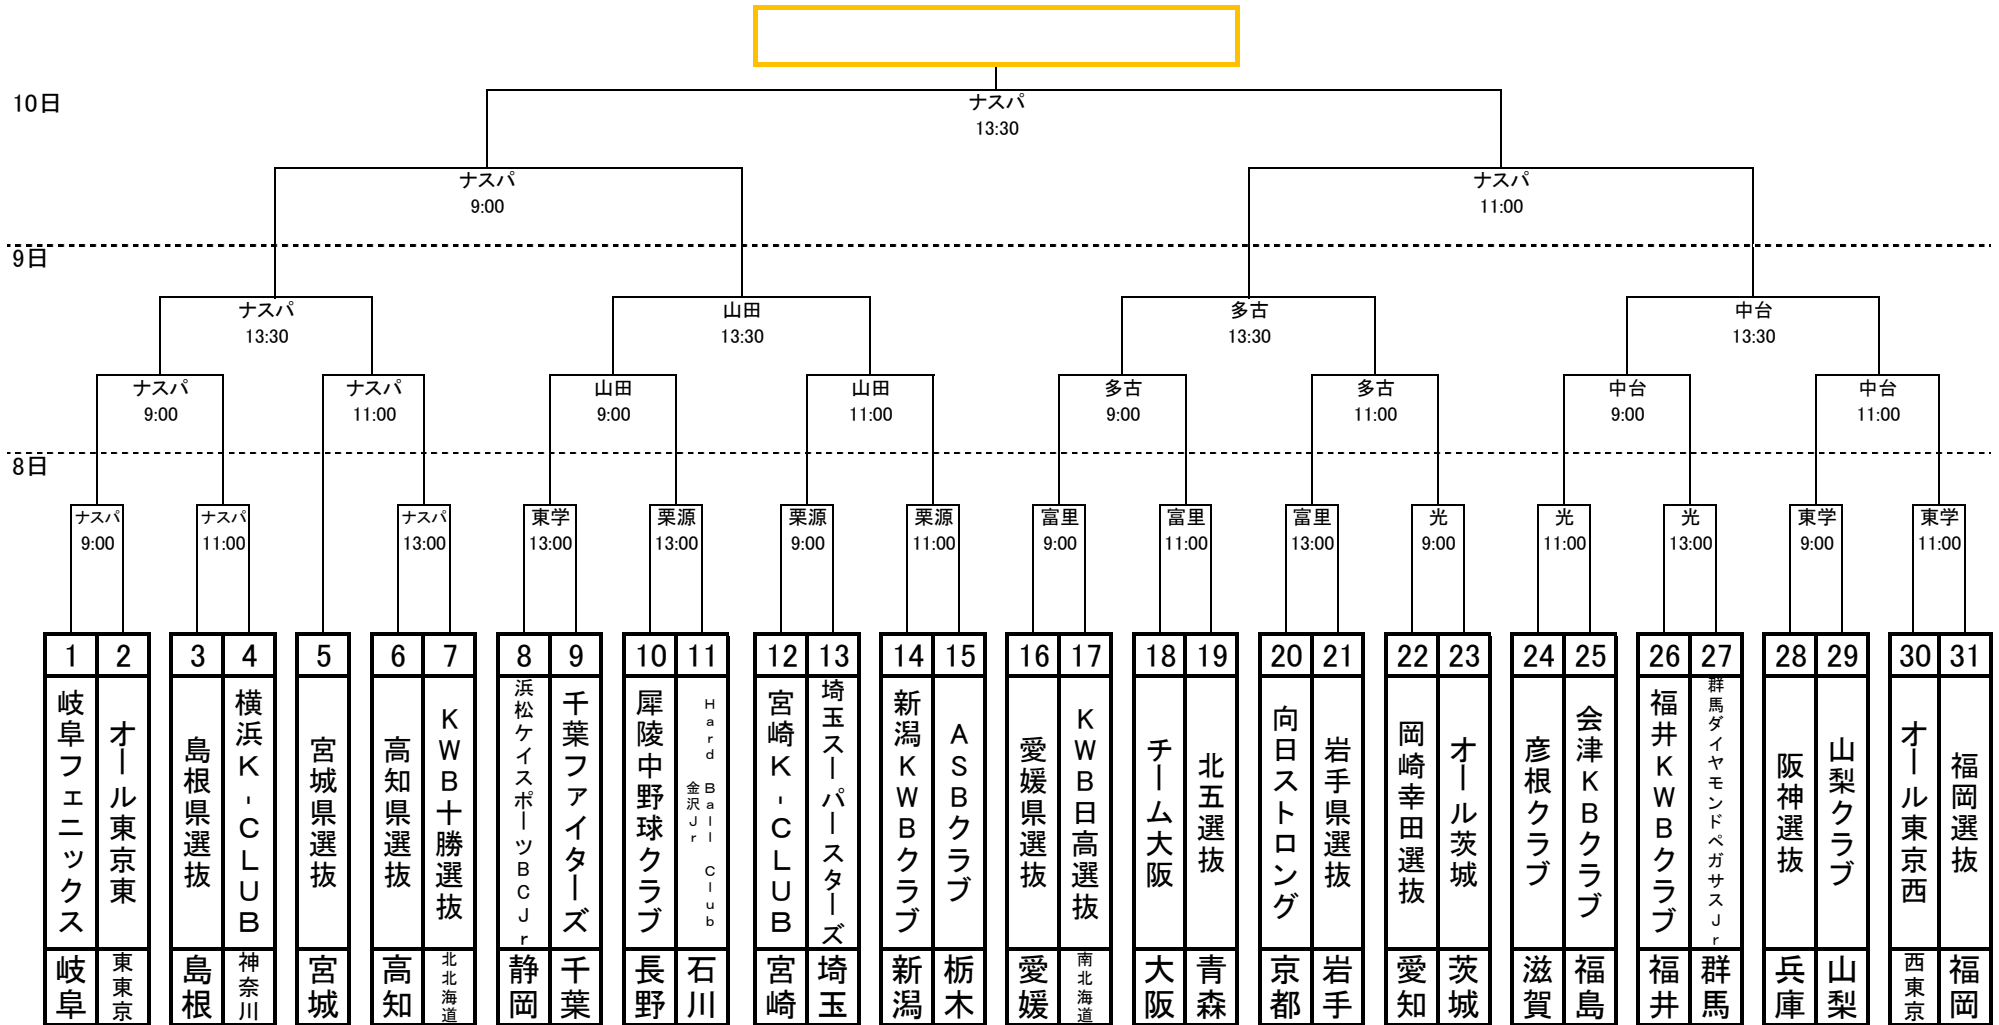 10日
ナスパ
13:30
ナスパ
9:00
ナスパ
11:00
9日
ナスパ
13:30
山田
13:30
多古
13:30
中台
13:30
ナスパ
9:00
ナスパ
11:00
山田
9:00
山田
11:00
多古
9:00
多古
11:00
中台
9:00
中台
11:00
8日
ナスパ
9:00
ナスパ
11:00
ナスパ
13:00
東学
13:00
栗源
13:00
栗源
9:00
栗源
11:00
富里
9:00
富里
11:00
富里
13:00
光
9:00
光
11:00
光
13:00
東学
9:00
東学
11:00
1
岐阜フェニックス
岐阜
2
オール東京東
東東京
3
島根県選抜
島根
4
横浜K-CLUB
神奈川
5
宮城県選抜
宮城
6
高知県選抜
高知
7
KWB十勝選抜
北北海道
8
浜松ケイスポーツBCJr
静岡
9
千葉ファイターズ
千葉
10
犀陵中野球クラブ
長野
11
Hard Ball Club
金沢Jr
石川
12
宮崎K-CLUB
宮崎
13
埼玉スーパースターズ
埼玉
14
新潟KWBクラブ
新潟
15
ASBクラブ
栃木
16
愛媛県選抜
愛媛
17
KWB日高選抜
南北海道
18
チーム大阪
大阪
19
北五選抜
青森
20
向日ストロング
京都
21
岩手県選抜
岩手
22
岡崎幸田選抜
愛知
23
オール茨城
茨城
24
彦根クラブ
滋賀
25
会津KBクラブ
福島
26
福井KWBクラブ
福井
27
群馬ダイヤモンドペガサスJr
群馬
28
阪神選抜
兵庫
29
山梨クラブ
山梨
30
オール東京西
西東京
31
福岡選抜
福岡